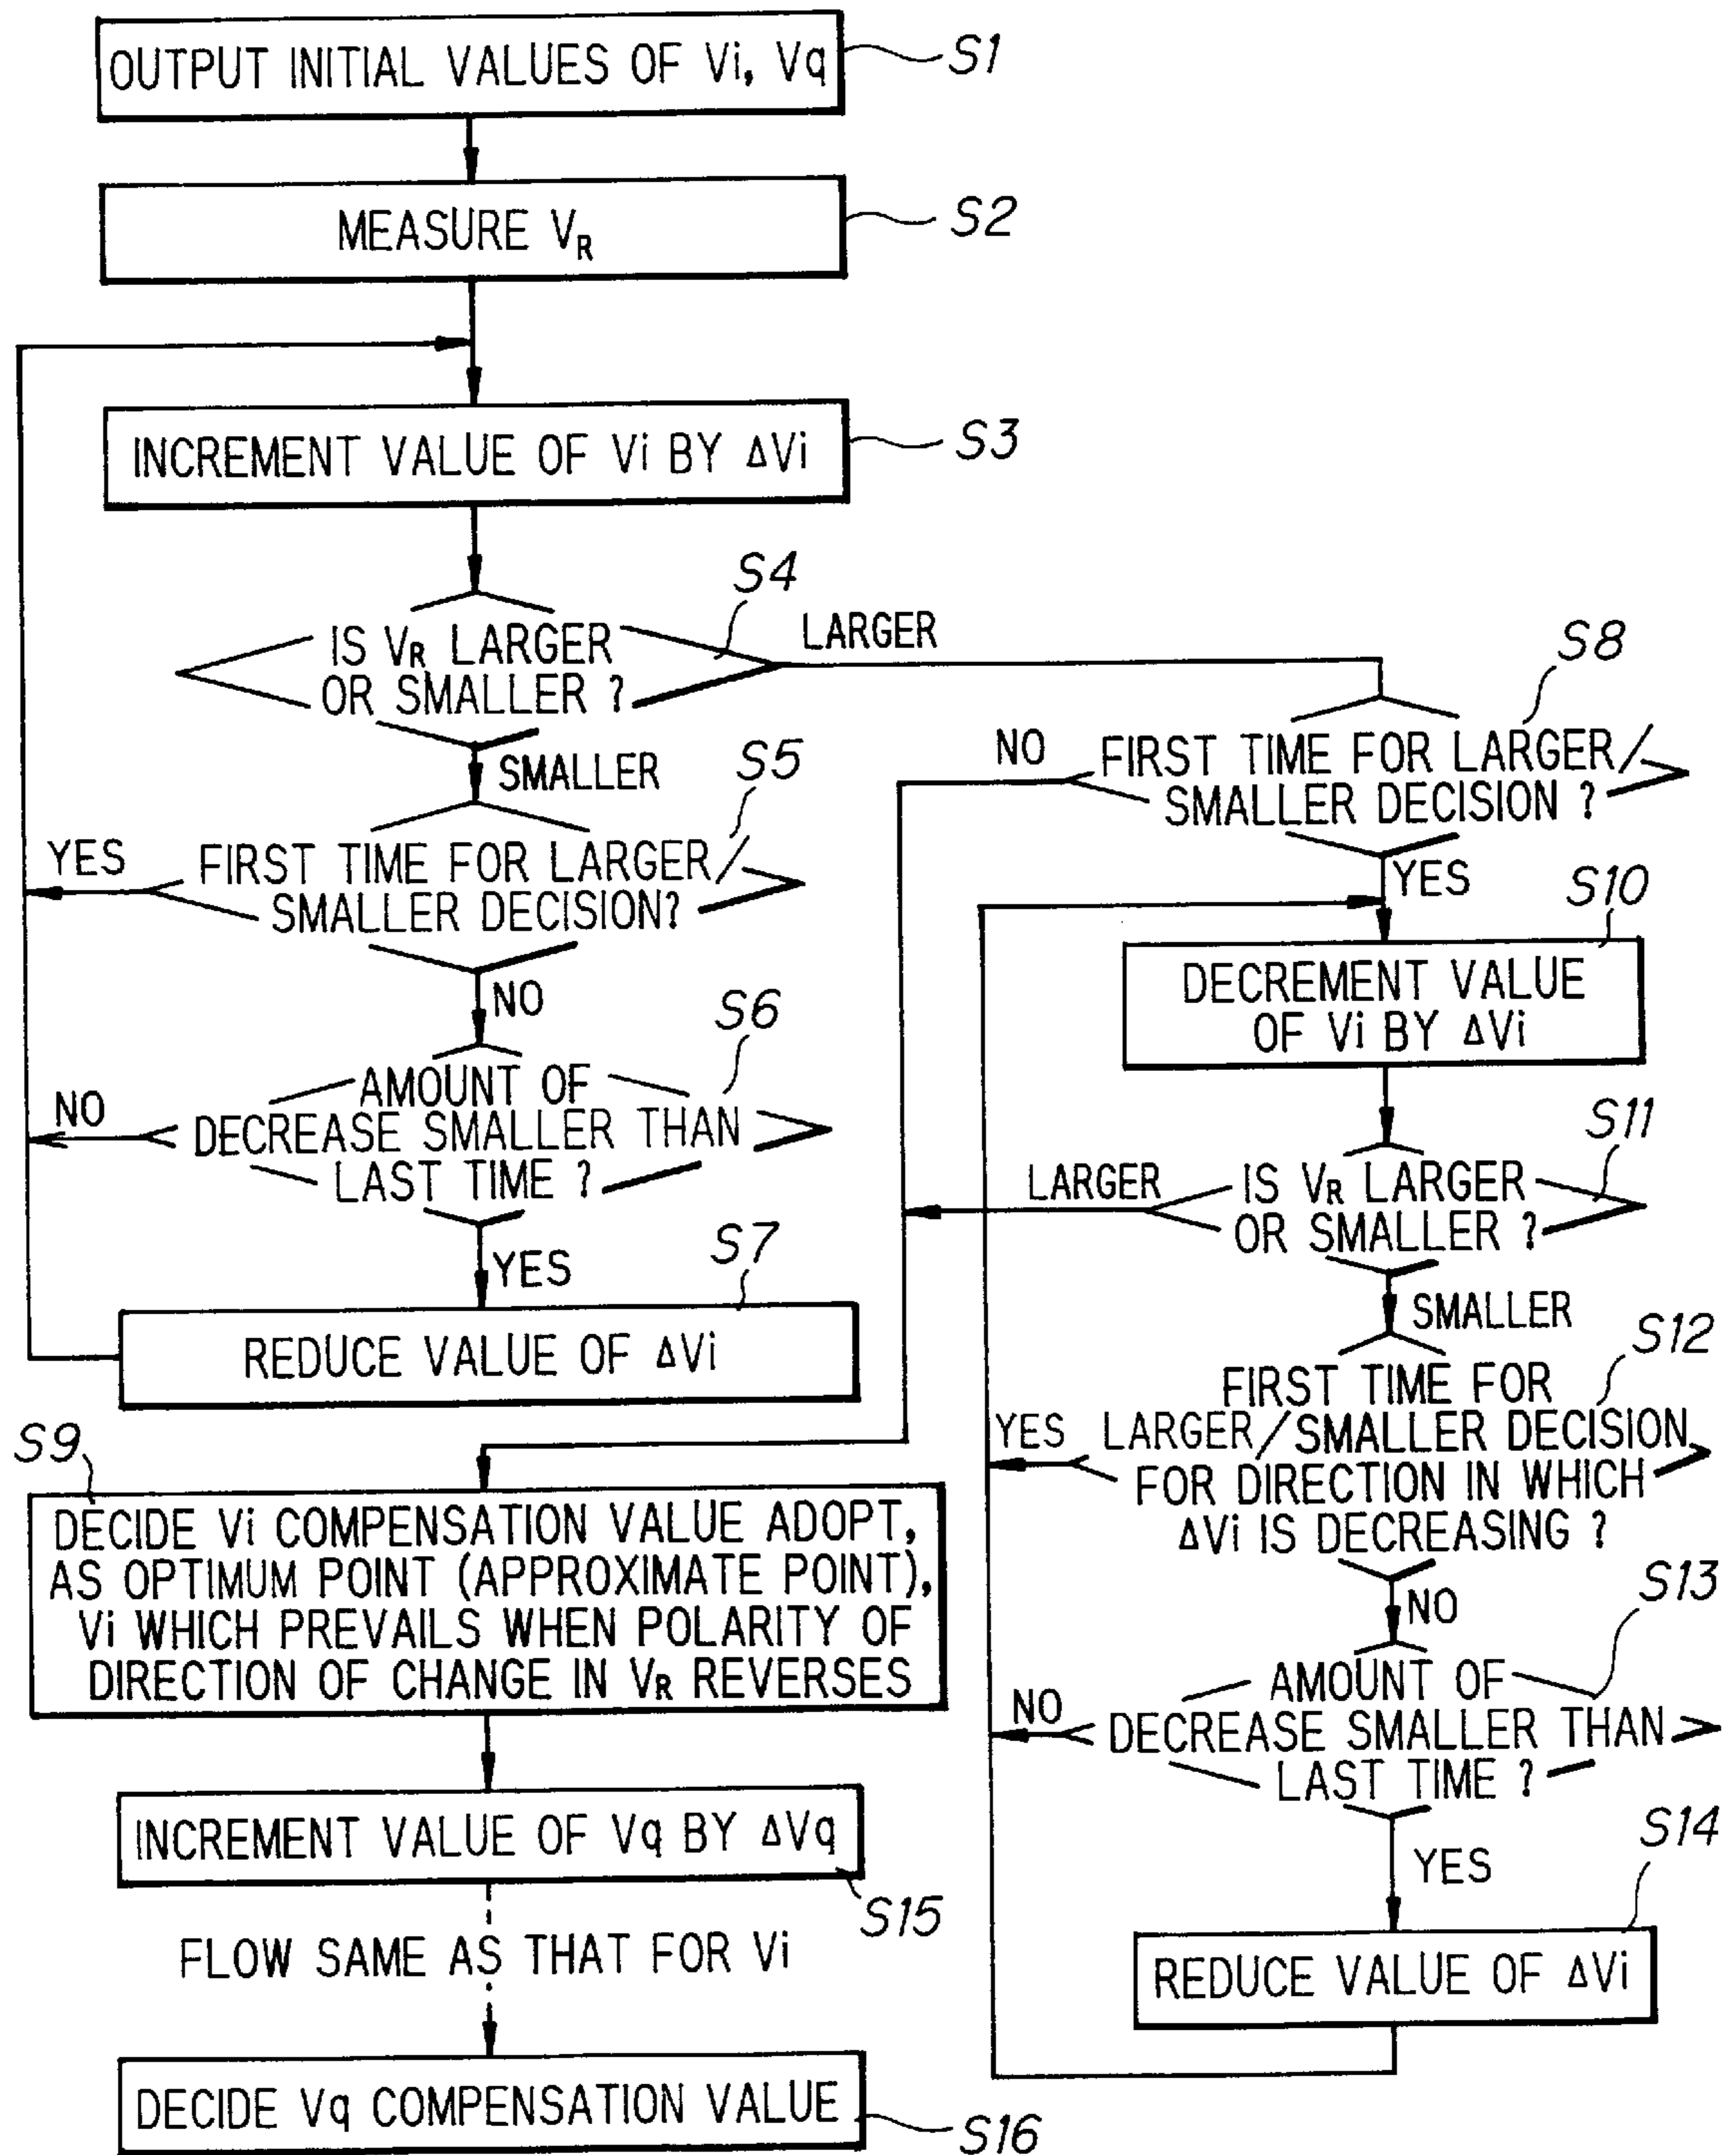 OUTPUT INITIAL VALUES OF Vi, Vq
S1
MEASURE VR
S2
INCREMENT VALUE OF Vi BY ΔVi
S3
IS VR LARGER
OR SMALLER ?
S4
LARGER
SMALLER
FIRST TIME FOR LARGER/
SMALLER DECISION?
S5
YES
NO
AMOUNT OF
DECREASE SMALLER THAN
LAST TIME ?
S6
NO
YES
REDUCE VALUE OF ΔVi
S7
FIRST TIME FOR LARGER/
SMALLER DECISION ?
S8
NO
YES
DECREMENT VALUE
OF Vi BY ΔVi
S10
IS VR LARGER
OR SMALLER ?
S11
LARGER
SMALLER
FIRST TIME FOR
LARGER/SMALLER DECISION
FOR DIRECTION IN WHICH
ΔVi IS DECREASING ?
S12
YES
NO
AMOUNT OF
DECREASE SMALLER THAN
LAST TIME ?
S13
NO
YES
REDUCE VALUE OF ΔVi
S14
S9
DECIDE Vi COMPENSATION VALUE ADOPT,
AS OPTIMUM POINT (APPROXIMATE POINT),
Vi WHICH PREVAILS WHEN POLARITY OF
DIRECTION OF CHANGE IN VR REVERSES
INCREMENT VALUE OF Vq BY ΔVq
S15
FLOW SAME AS THAT FOR Vi
DECIDE Vq COMPENSATION VALUE
S16